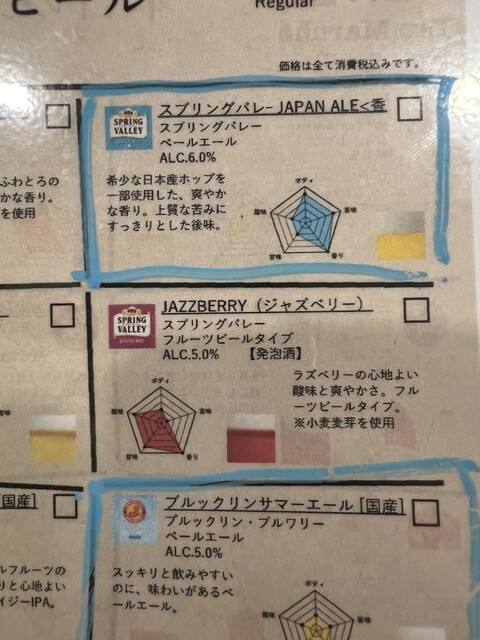 ビール
Regular
価格は全て消費税込みです。
スプリングバレー JAPAN ALE<香
SPRING
VALLEY
スプリングバレー
ペールエール
ALC.6.0%
希少な日本産ホップを
一部使用した、爽やか
な香り。上質な苦みに
すっきりとした後味。
ボディ
酸味
苦味
甘味
香り
ふわとろの
かな香り。
を使用
JAZZBERRY（ジャズベリー）
SPRING
VALLEY
スプリングバレー
フルーツビールタイプ
ALC.5.0% 【発泡酒】
ラズベリーの心地よい
酸味と爽やかさ。フル
ーツビールタイプ。
※小麦麦芽を使用
ボディ
酸味
苦味
甘味
香り
苦味
国産]
ブルックリンサマーエール [国産]
ブルックリン・ブルワリー
ペールエール
ALC.5.0%
スッキリと飲みやすい
のに、味わいがあるペ
ールエール。
ボディ
酸味
苦味
ルフルーツの
りと心地よい
イジーIPA。